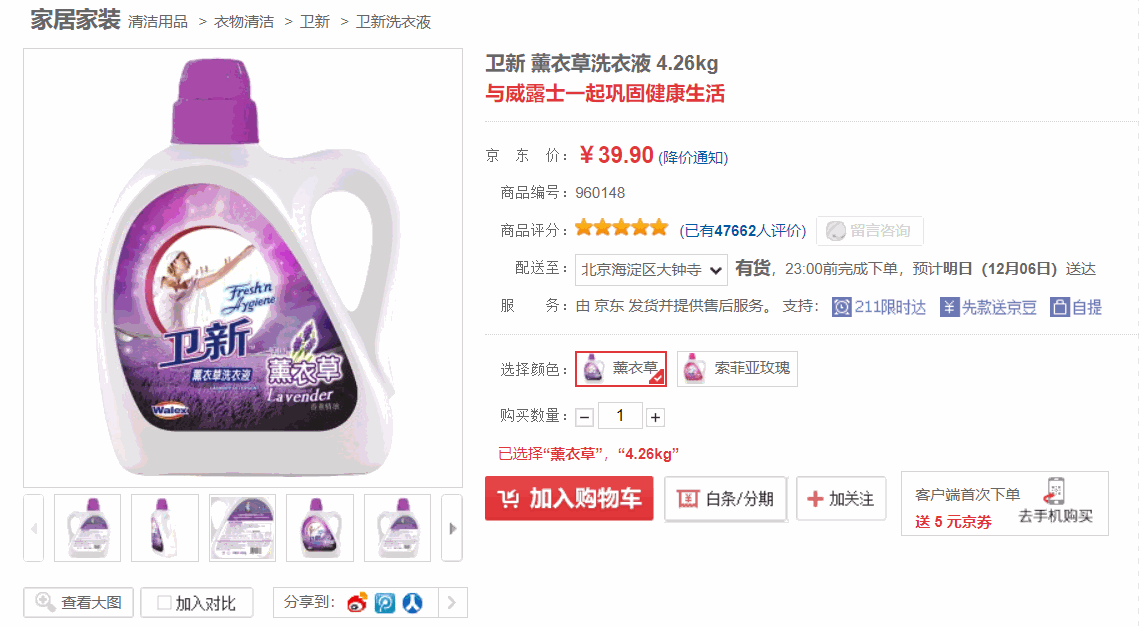 家居家装 清洁用品 > 衣物清洁 > 卫新 > 卫新洗衣液
Fresh'n
Hygiene
卫新
薰衣草洗衣液
薰衣草
Lavender
Walex
卫新 薰衣草洗衣液 4.26kg
与威露士一起巩固健康生活
京 东 价： ￥39.90 (降价通知)
商品编号： 960148
商品评分： (已有47662人评价) 留言咨询
配送至： 北京海淀区大钟寺 有货，23:00前完成下单，预计明日（12月06日）送达
服 务： 由 京东 发货并提供售后服务。 支持： 211限时达 ¥先款送京豆 自提
选择颜色： 薰衣草 索菲亚玫瑰
购买数量： − 1 +
已选择“薰衣草”，“4.26kg”
加入购物车 白条/分期 加关注
客户端首次下单
送 5 元京券
去手机购买
查看大图 加入对比 分享到：